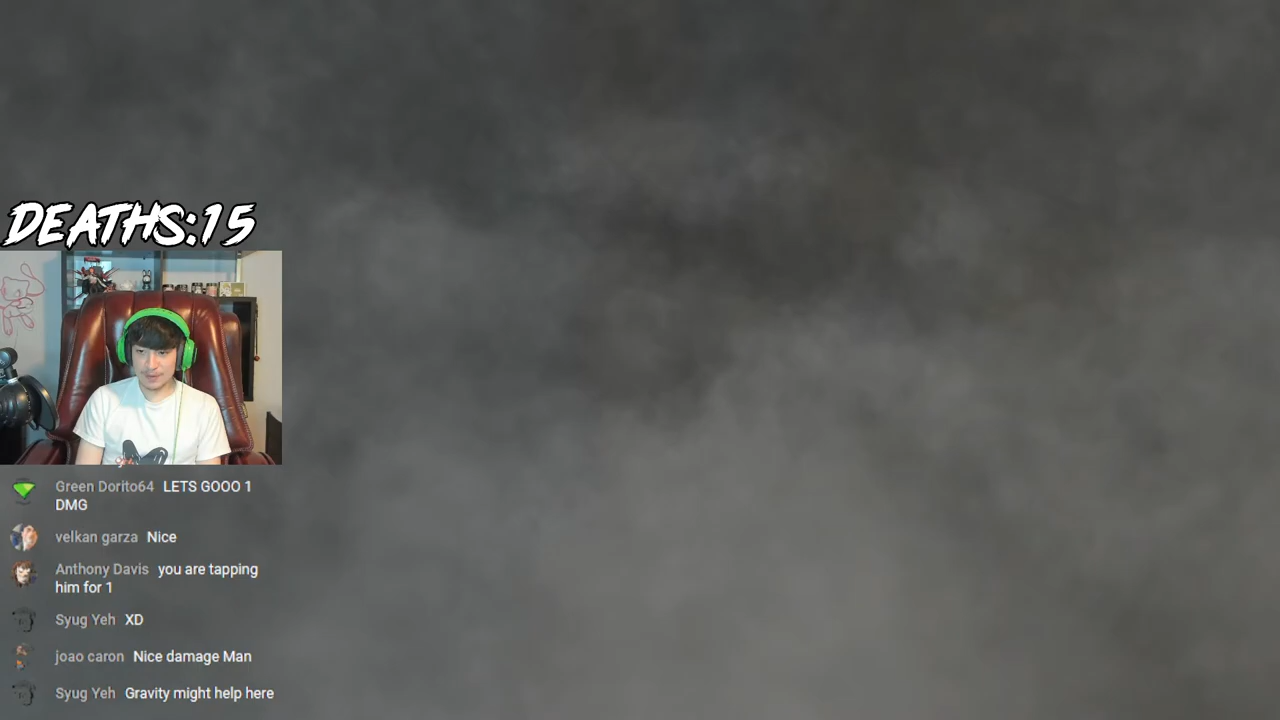 DEATHS:15
Green Dorito64 LETS GOOO 1
DMG
velkan garza Nice
Anthony Davis you are tapping
him for 1
Syug Yeh XD
joao caron Nice damage Man
Syug Yeh Gravity might help here